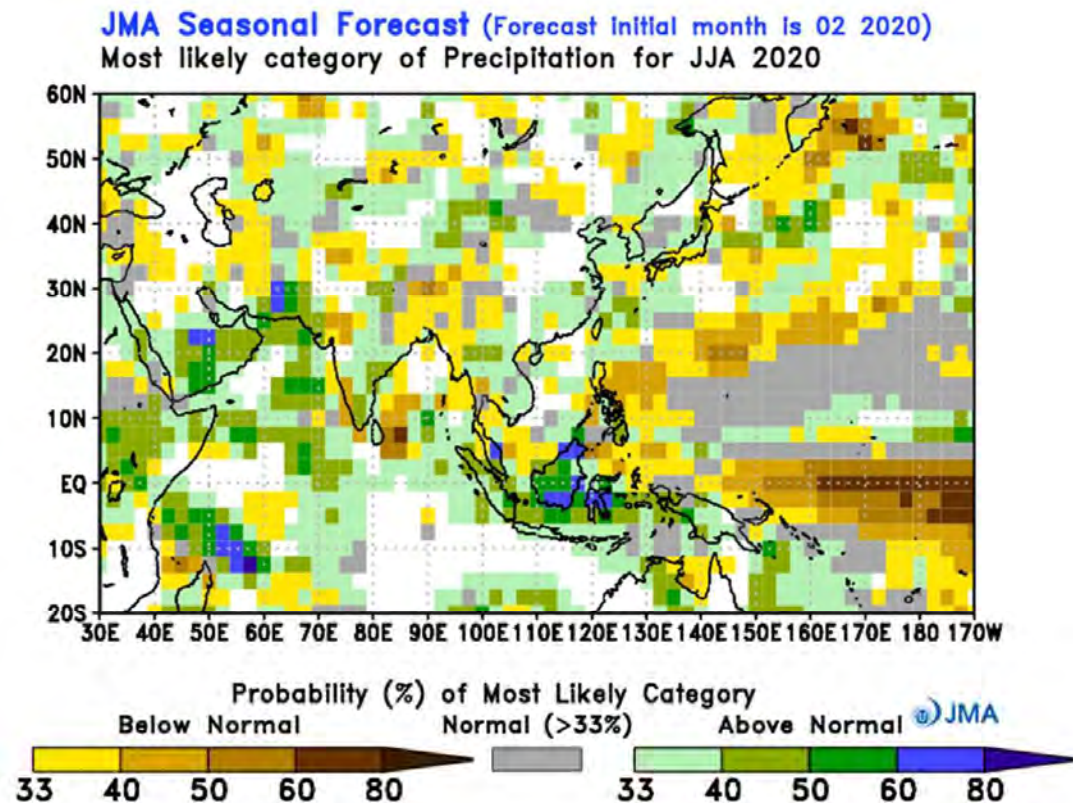 JMA Seasonal Forecast (Forecast initial month is 02 2020)
Most likely category of Precipitation for JJA 2020
60N
50N
40N
30N
20N
10N
EQ
10S
20S
30E 40E 50E 60E 70E 80E 90E 100E 110E 120E 130E 140E 150E 160E 170E 180 170W
Probability (%) of Most Likely Category
Below Normal Normal (>33%) Above Normal JMA
33 40 50 60 80 33 40 50 60 80